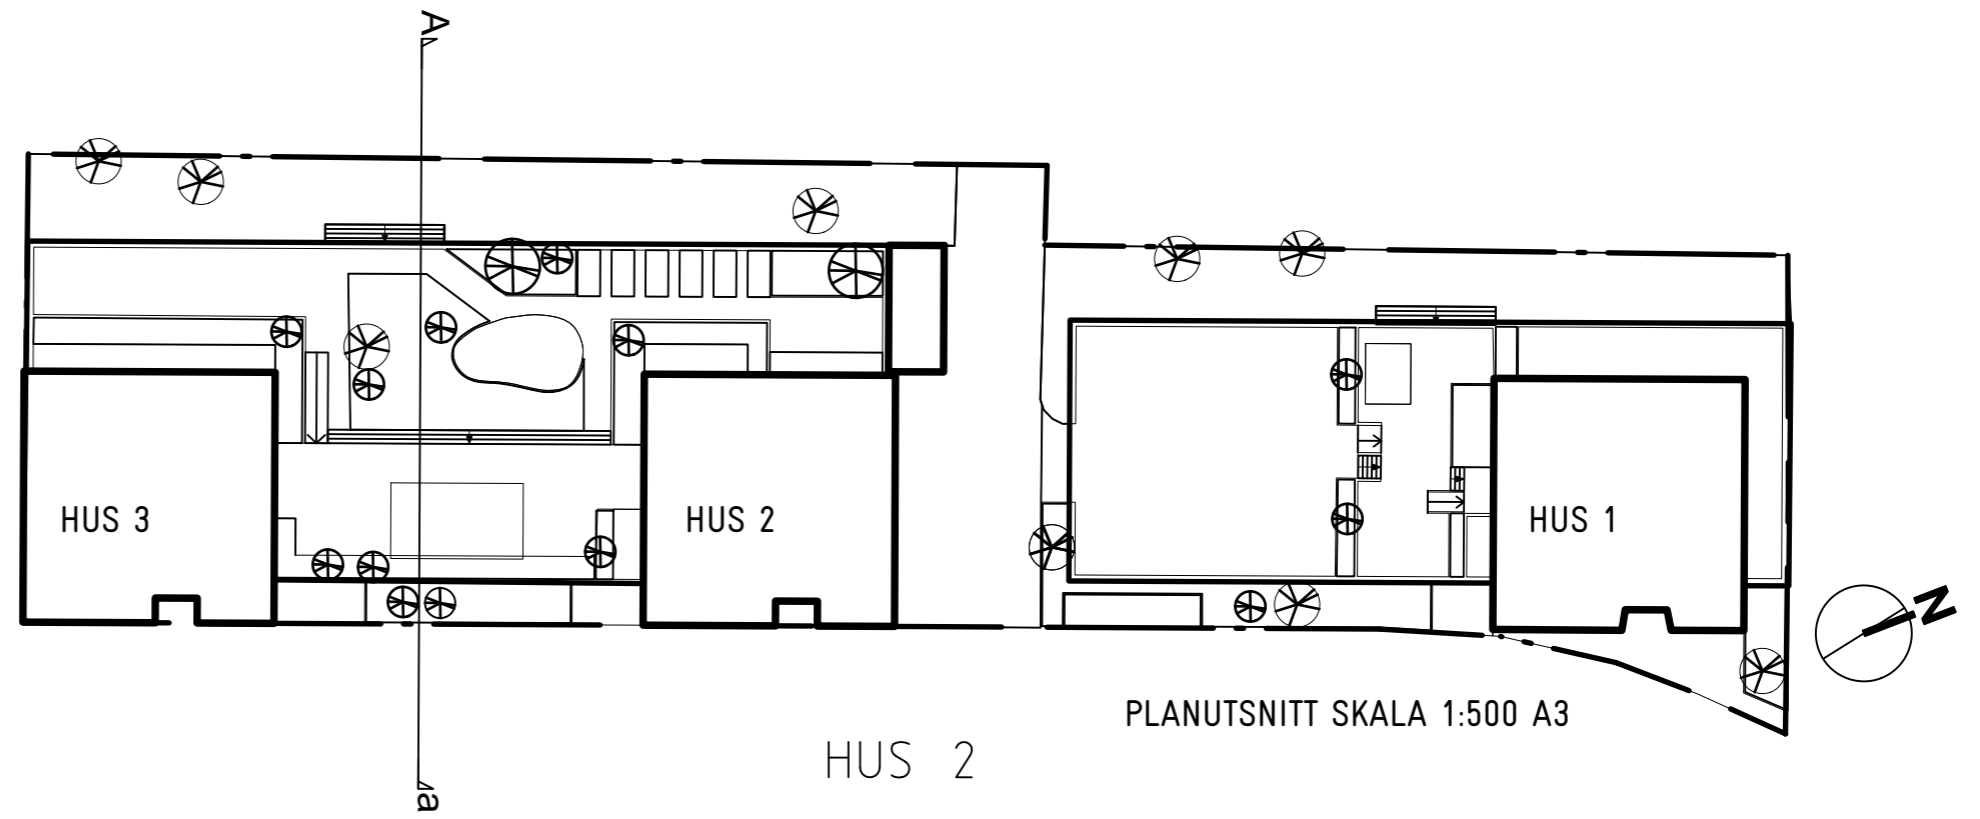 A
HUS 3
HUS 2
HUS 1
N
PLANUTSNITT SKALA 1:500 A3
HUS 2
a